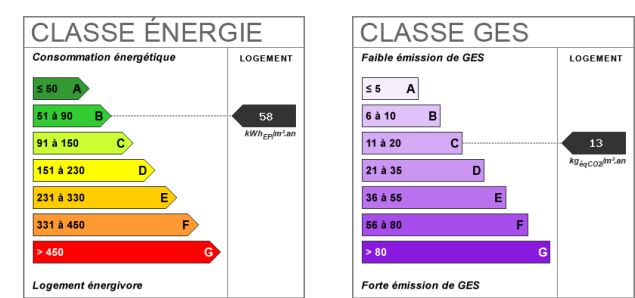 CLASSE ÉNERGIE
Consommation énergétique
LOGEMENT
≤ 50 A
51 à 90 B
58
kWhEP/m².an
91 à 150 C
151 à 230 D
231 à 330 E
331 à 450 F
> 450 G
Logement énergivore
CLASSE GES
Faible émission de GES
LOGEMENT
≤ 5 A
6 à 10 B
11 à 20 C
13
kgéqCO2/m².an
21 à 35 D
36 à 55 E
56 à 80 F
> 80 G
Forte émission de GES